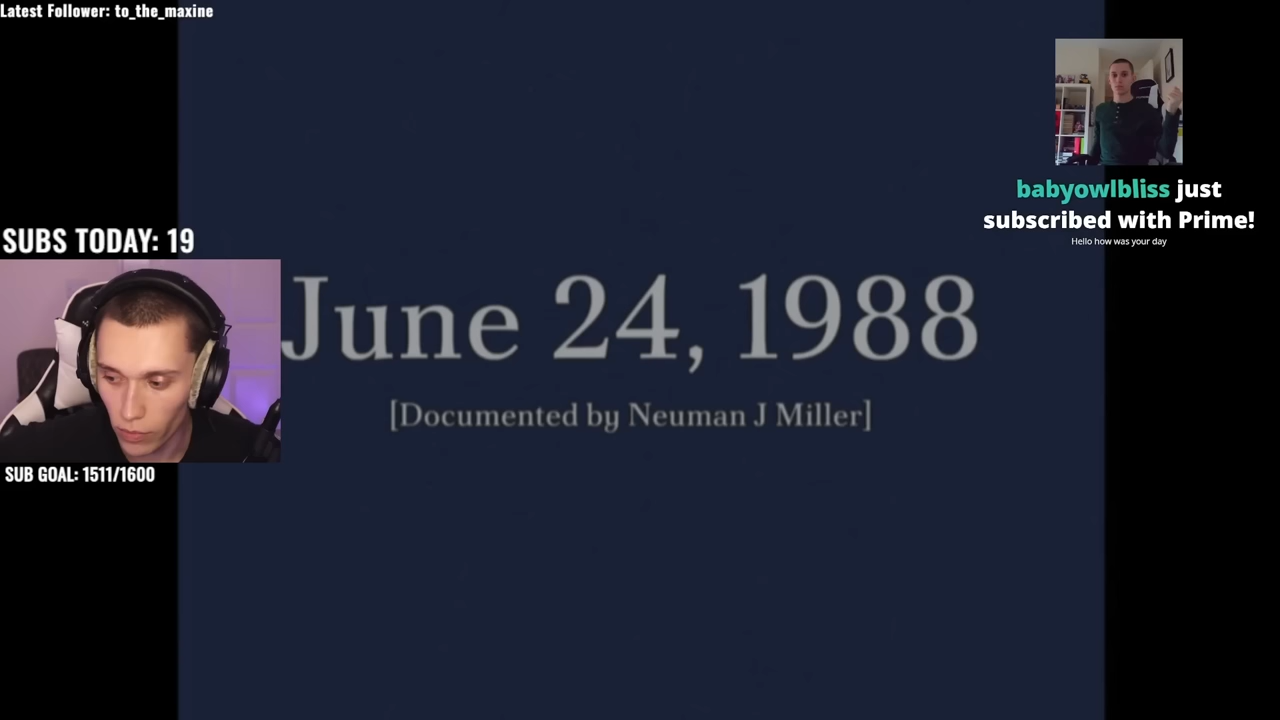 Latest Follower: to_the_maxine
babyowlbliss just
subscribed with Prime!
Hello how was your day
SUBS TODAY: 19
June 24, 1988
[Documented by Neuman J Miller]
SUB GOAL: 1511/1600